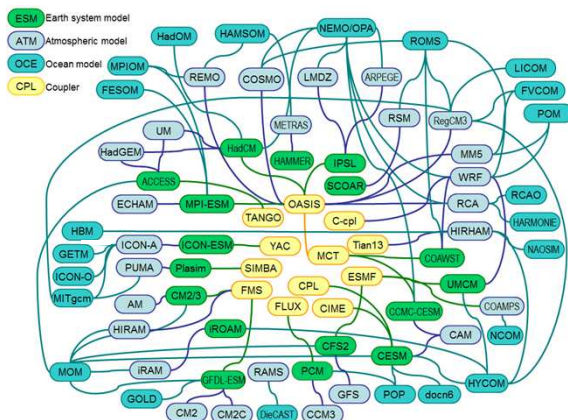 ESM Earth system model
ATM Atmospheric model
OCE Ocean model
CPL Coupler
HadOM
HAMSOM
NEMO/OPA
ROMS
MPIOM
REMO
COSMO
LMDZ
ARPEGE
LICOM
FESOM
FVCOM
RSM
RegCM3
POM
UM
METRAS
HadGEM
HadCM
HAMMER
IPSL
MM5
WRF
ACCESS
SCOAR
RCAO
ECHAM
MPI-ESM
TANGO
OASIS
C-cpl
RCA
HARMONIE
HBM
HIRHAM
GETM
ICON-A
ICON-ESM
YAC
MCT
Tian13
COAWST
NAOSIM
ICON-O
PUMA
Plasim
SIMBA
ESMF
UMCM
MITgcm
AM
CM2/3
FMS
CPL
CCMC-CESM
COAMPS
FLUX
CIME
NCOM
HIRAM
iROAM
CFS2
CESM
CAM
MOM
iRAM
GFDL-ESM
RAMS
PCM
HYCOM
GOLD
GFS
POP
docn6
CM2
CM2C
DieCAST
CCM3